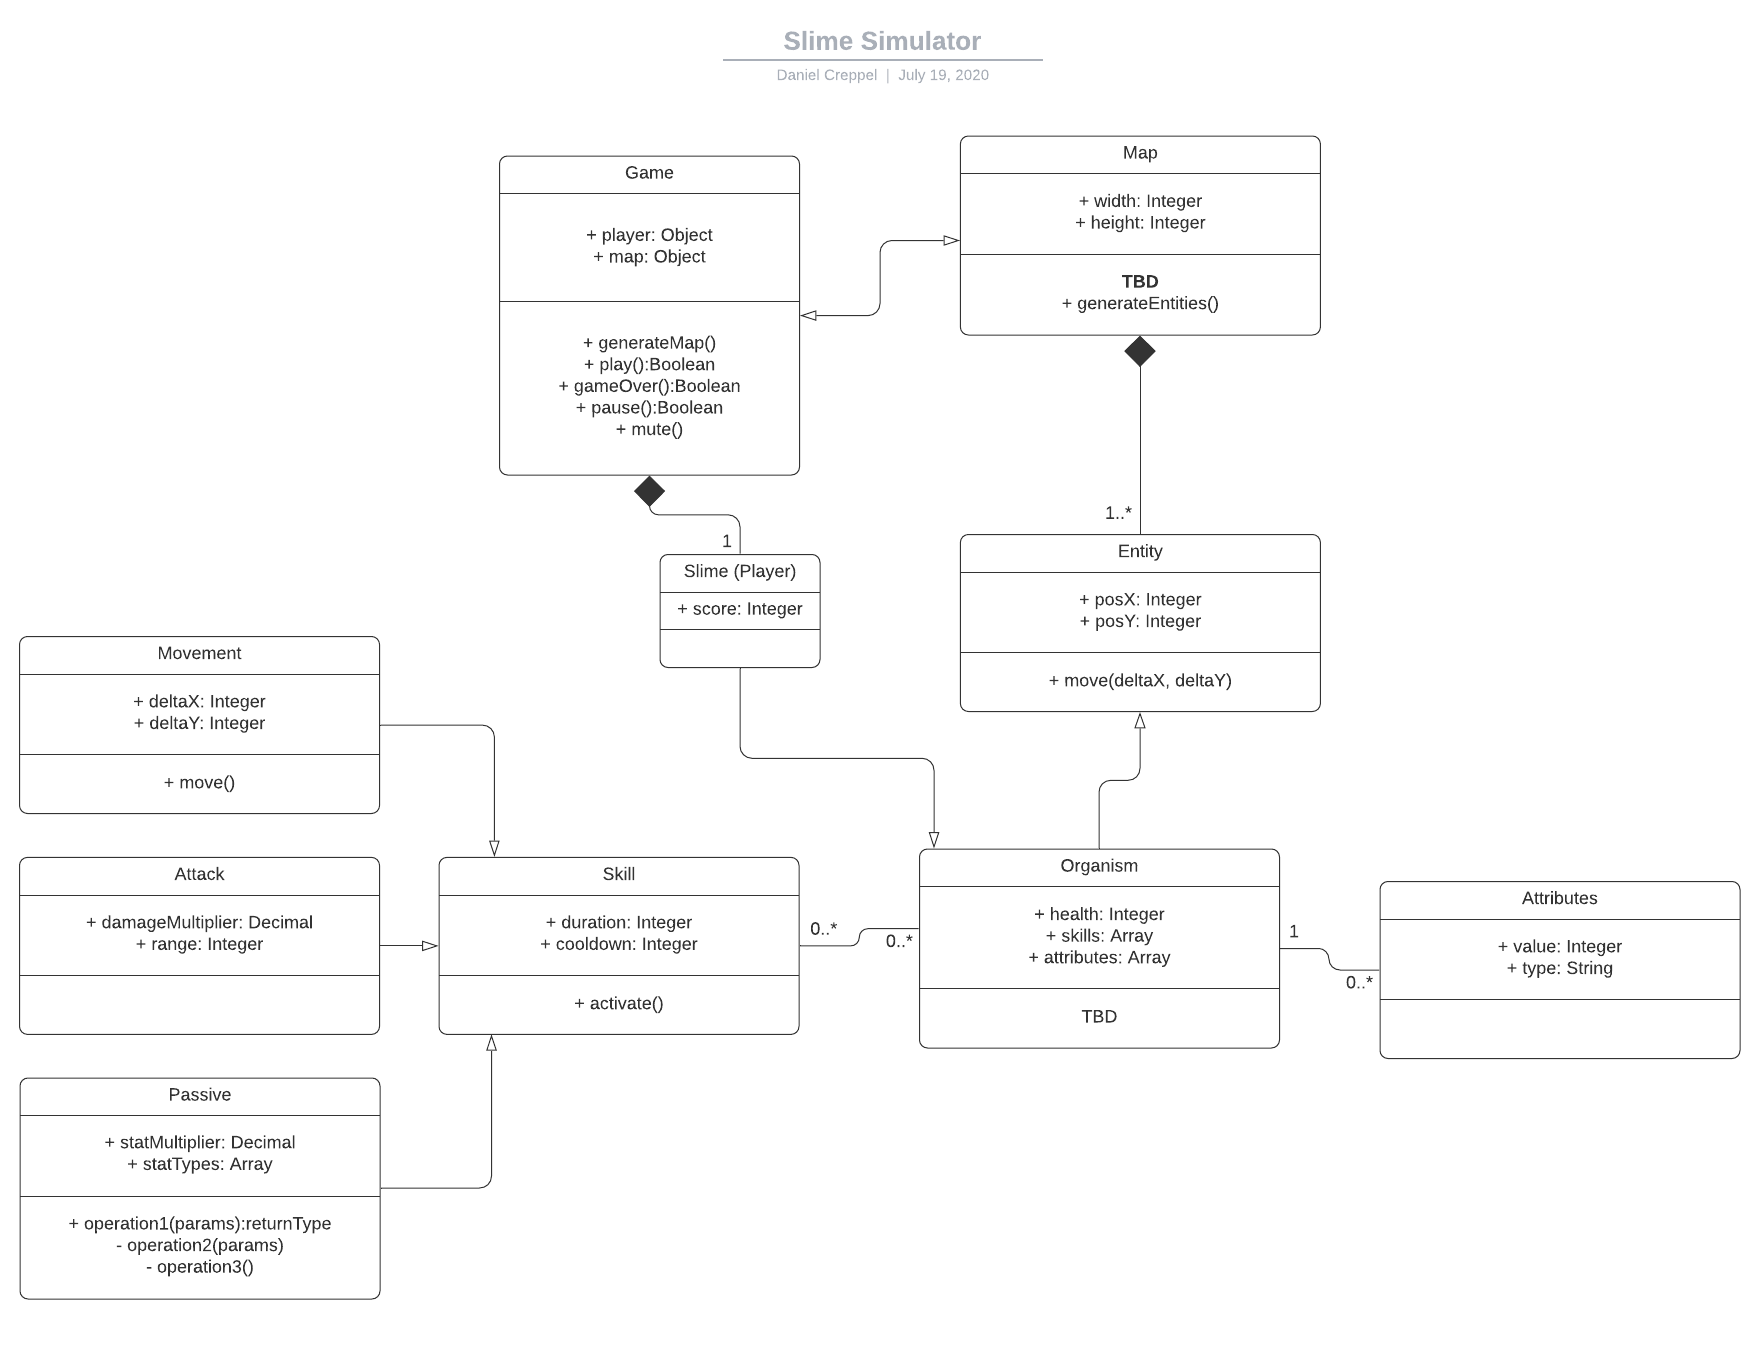 Slime Simulator
Daniel Creppel | July 19, 2020
Game
+ player: Object
+ map: Object
+ generateMap()
+ play():Boolean
+ gameOver():Boolean
+ pause():Boolean
+ mute()
Map
+ width: Integer
+ height: Integer
TBD
+ generateEntities()
1
1..*
Slime (Player)
+ score: Integer
Entity
+ posX: Integer
+ posY: Integer
+ move(deltaX, deltaY)
Movement
+ deltaX: Integer
+ deltaY: Integer
+ move()
Attack
+ damageMultiplier: Decimal
+ range: Integer
Skill
+ duration: Integer
+ cooldown: Integer
+ activate()
0..*
0..*
Organism
+ health: Integer
+ skills: Array
+ attributes: Array
TBD
1
0..*
Attributes
+ value: Integer
+ type: String
Passive
+ statMultiplier: Decimal
+ statTypes: Array
+ operation1(params):returnType
- operation2(params)
- operation3()